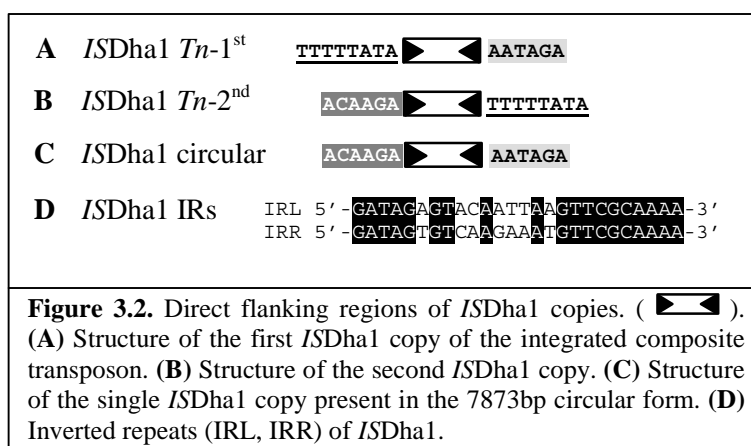 A ISDha1 Tn-1st TTTTTATA AATAGA
B ISDha1 Tn-2nd ACAAGA TTTTTATA
C ISDha1 circular ACAAGA AATAGA
D ISDha1 IRs IRL 5'-GATAGAGTACAATTAAGTTCGCAAAA-3'
IRR 5'-GATAGTGTCAAGAAATGTTCGCAAAA-3'
Figure 3.2. Direct flanking regions of ISDha1 copies. ( ).
(A) Structure of the first ISDha1 copy of the integrated composite
transposon. (B) Structure of the second ISDha1 copy. (C) Structure
of the single ISDha1 copy present in the 7873bp circular form. (D)
Inverted repeats (IRL, IRR) of ISDha1.